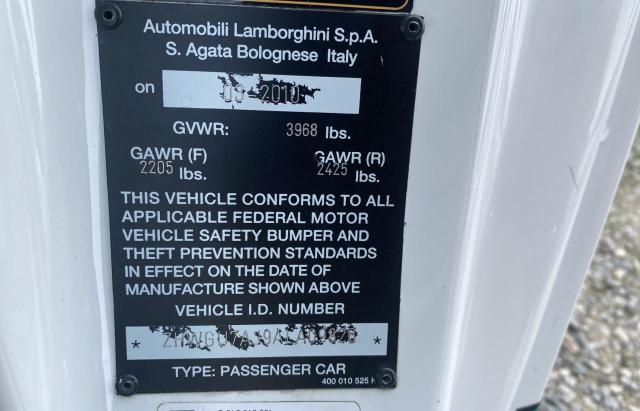 Automobili Lamborghini S.p.A.
S. Agata Bolognese Italy
on 03-2010
GVWR: 3968 lbs.
GAWR (F) GAWR (R)
2205 lbs. 2425 lbs.
THIS VEHICLE CONFORMS TO ALL
APPLICABLE FEDERAL MOTOR
VEHICLE SAFETY BUMPER AND
THEFT PREVENTION STANDARDS
IN EFFECT ON THE DATE OF
MANUFACTURE SHOWN ABOVE
VEHICLE I.D. NUMBER
* *
TYPE: PASSENGER CAR
400 010 525